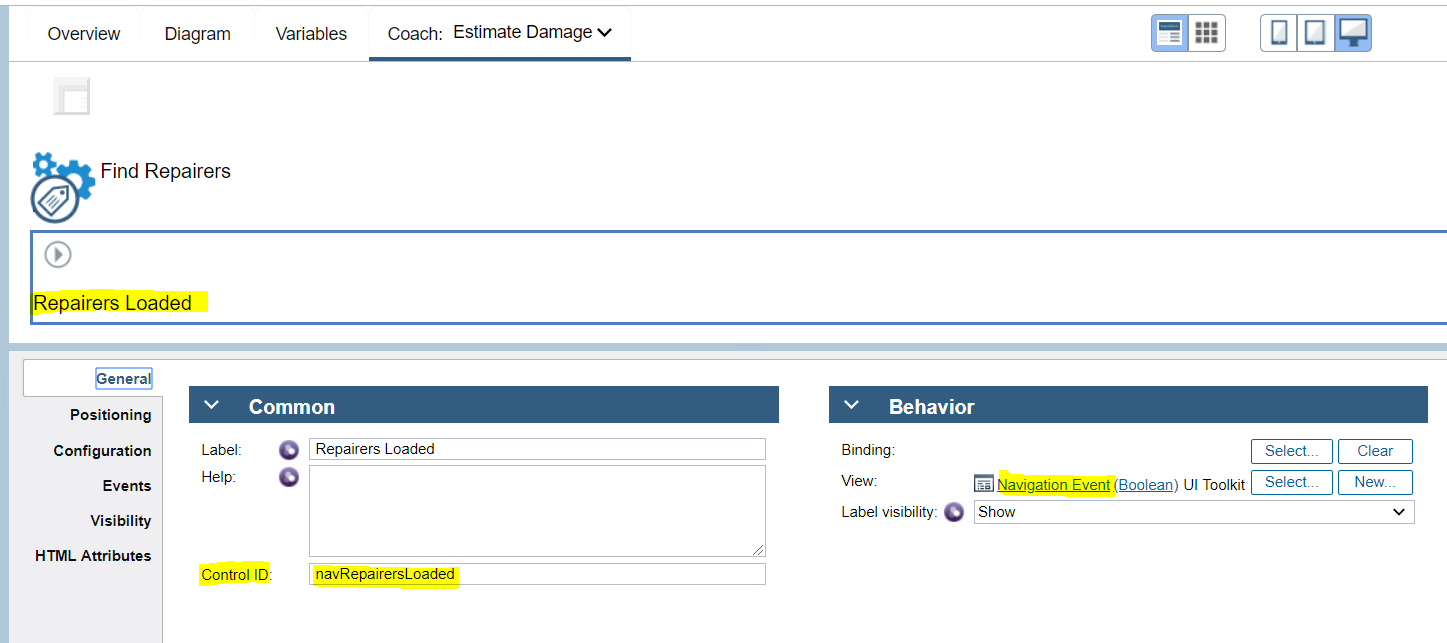 Overview Diagram Variables Coach: Estimate Damage
Find Repairers
Repairers Loaded
General
Positioning
Configuration
Events
Visibility
HTML Attributes
Common
Label: Repairers Loaded
Help:
Control ID: navRepairersLoaded
Behavior
Binding: Select... Clear
View: Navigation Event (Boolean) UI Toolkit Select... New...
Label visibility: Show